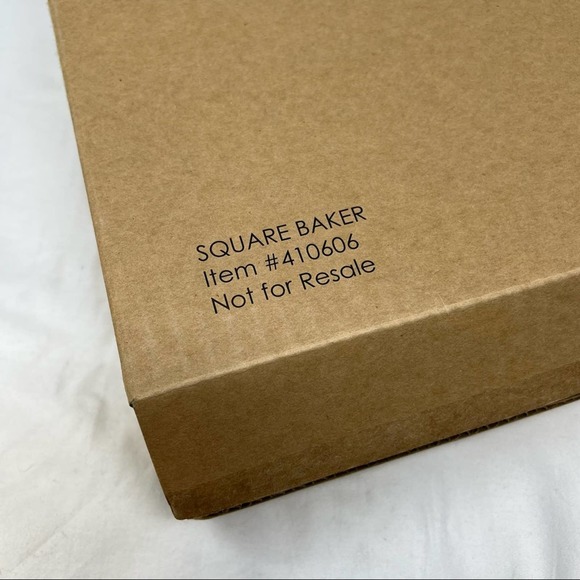 SQUARE BAKER
Item #410606
Not for Resale